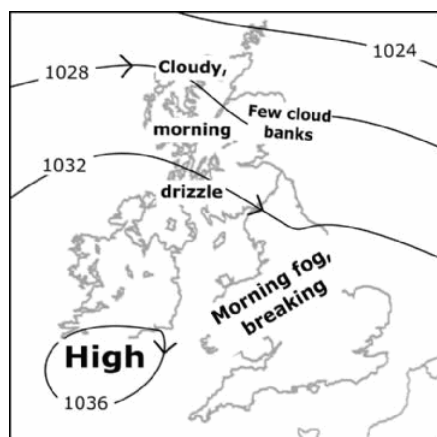 1024
1028
Cloudy,
Few cloud
banks
morning
1032
drizzle
Morning fog,
breaking
High
1036